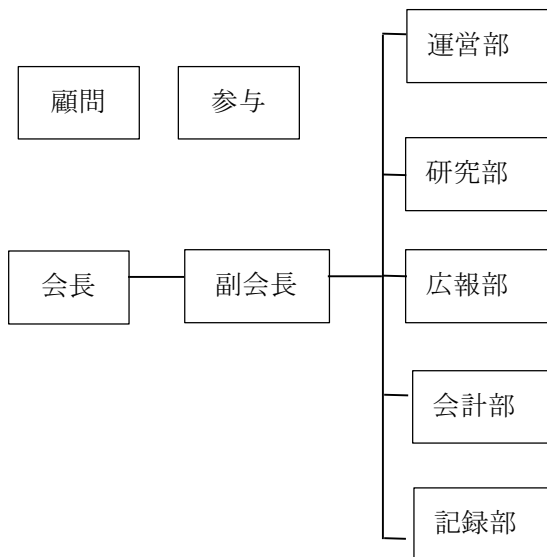 運営部
顧問
参与
研究部
会長
副会長
広報部
会計部
記録部